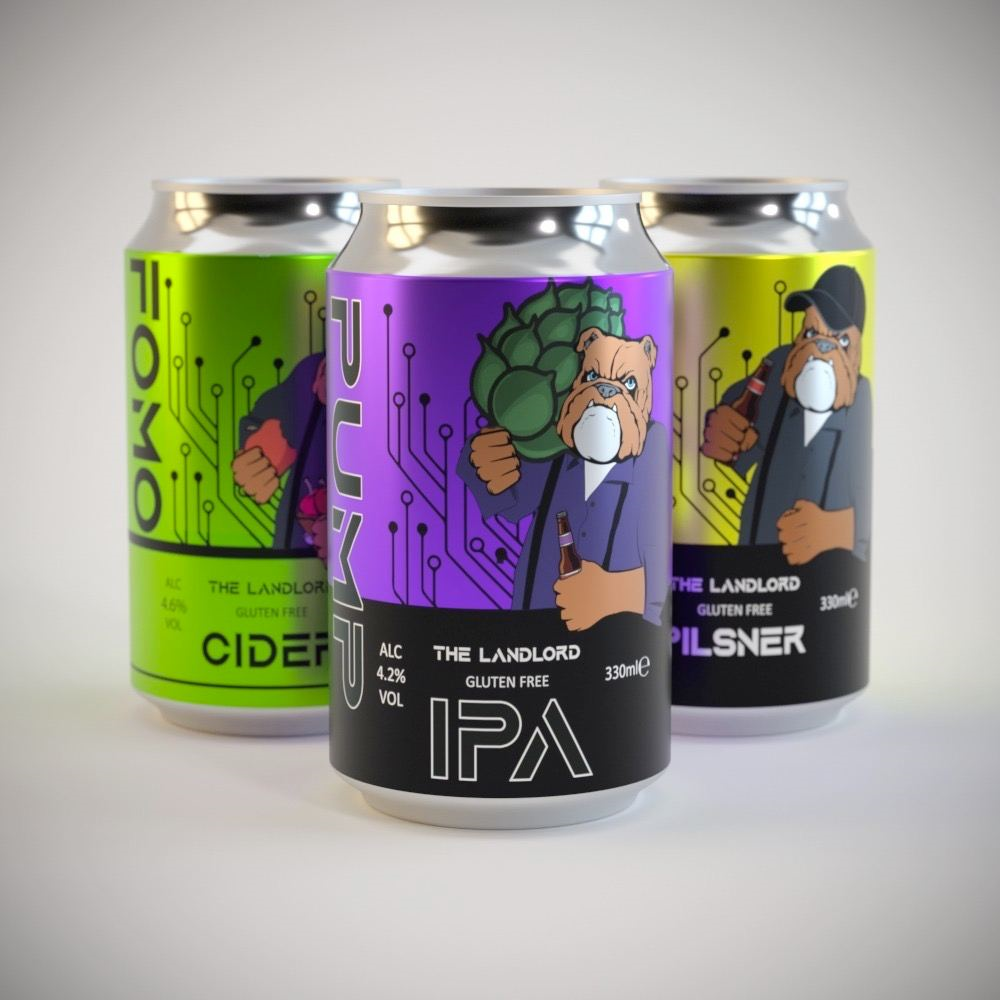 FOMO
ALC
4.6%
VOL
THE LANDLORD
GLUTEN FREE
CIDER
PUMP
ALC
4.2%
VOL
THE LANDLORD
GLUTEN FREE
330ml℮
IPA
THE LANDLORD
GLUTEN FREE
330ml℮
PILSNER